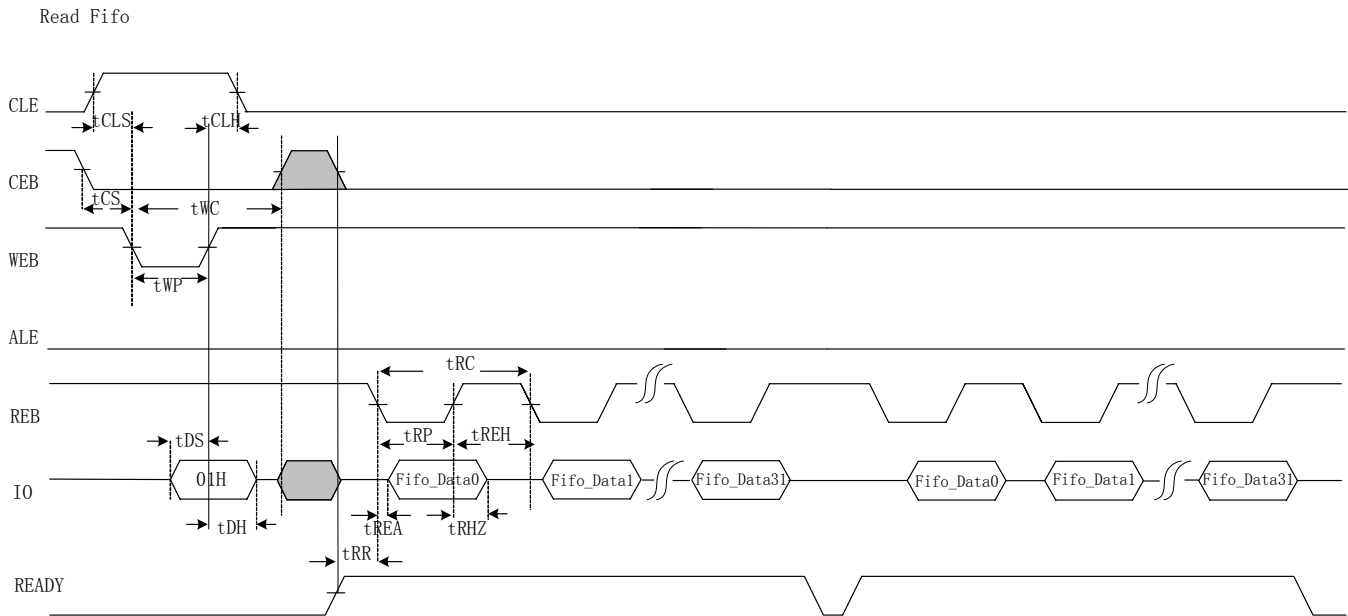 Read Fifo
CLE
tCLS
tCLH
CEB
tCS
tWC
WEB
tWP
ALE
tRC
REB
tDS
tRP
tREH
IO
01H
Fifo_Data0
Fifo_Data1
Fifo_Data31
Fifo_Data0
Fifo_Data1
Fifo_Data31
tDH
tREA
tRHZ
tRR
READY